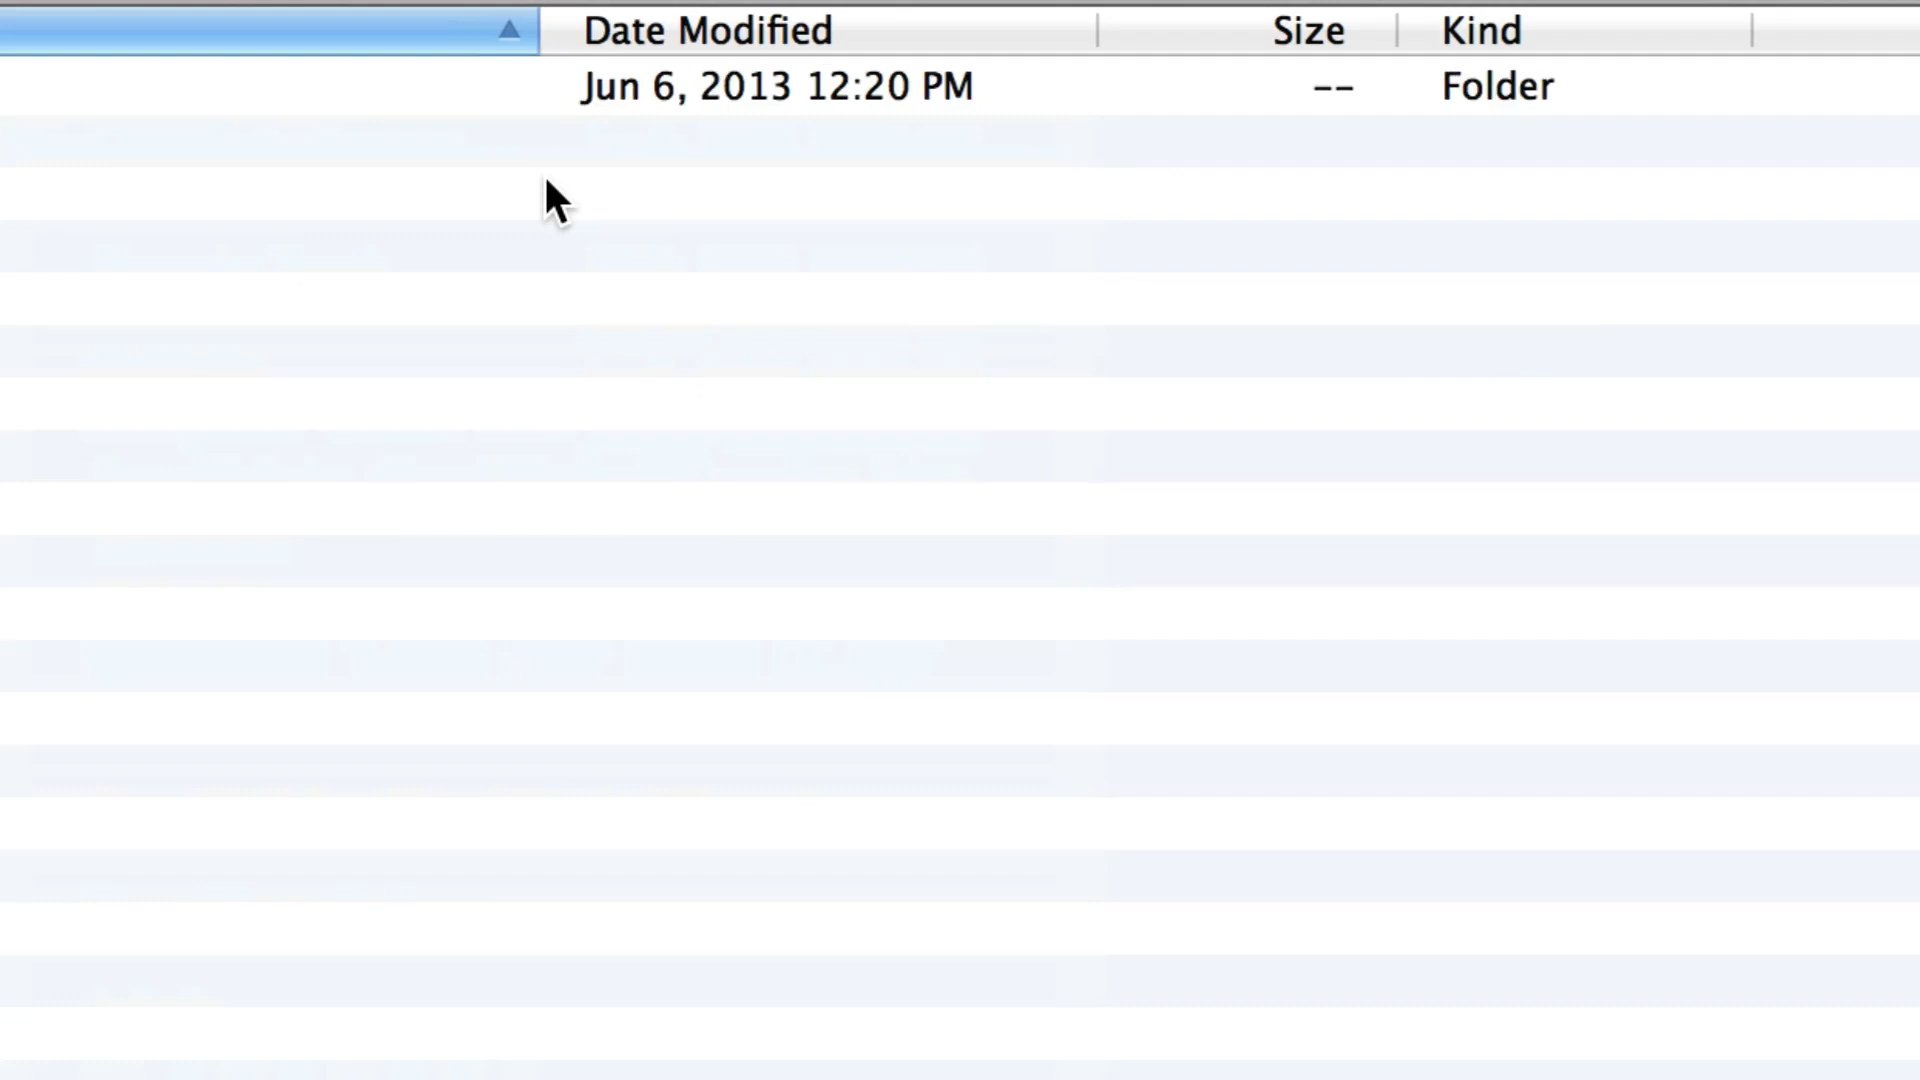 Date Modified Size Kind
Jun 6, 2013 12:20 PM -- Folder